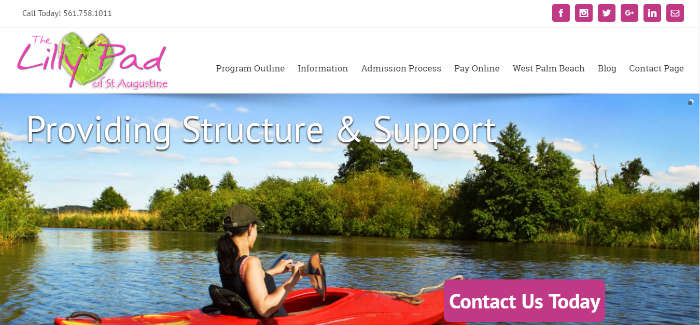 Call Today! 561.758.1011
The
Lilly Pad
of St Augustine
Program Outline Information Admission Process Pay Online West Palm Beach Blog Contact Page
Providing Structure & Support
Contact Us Today